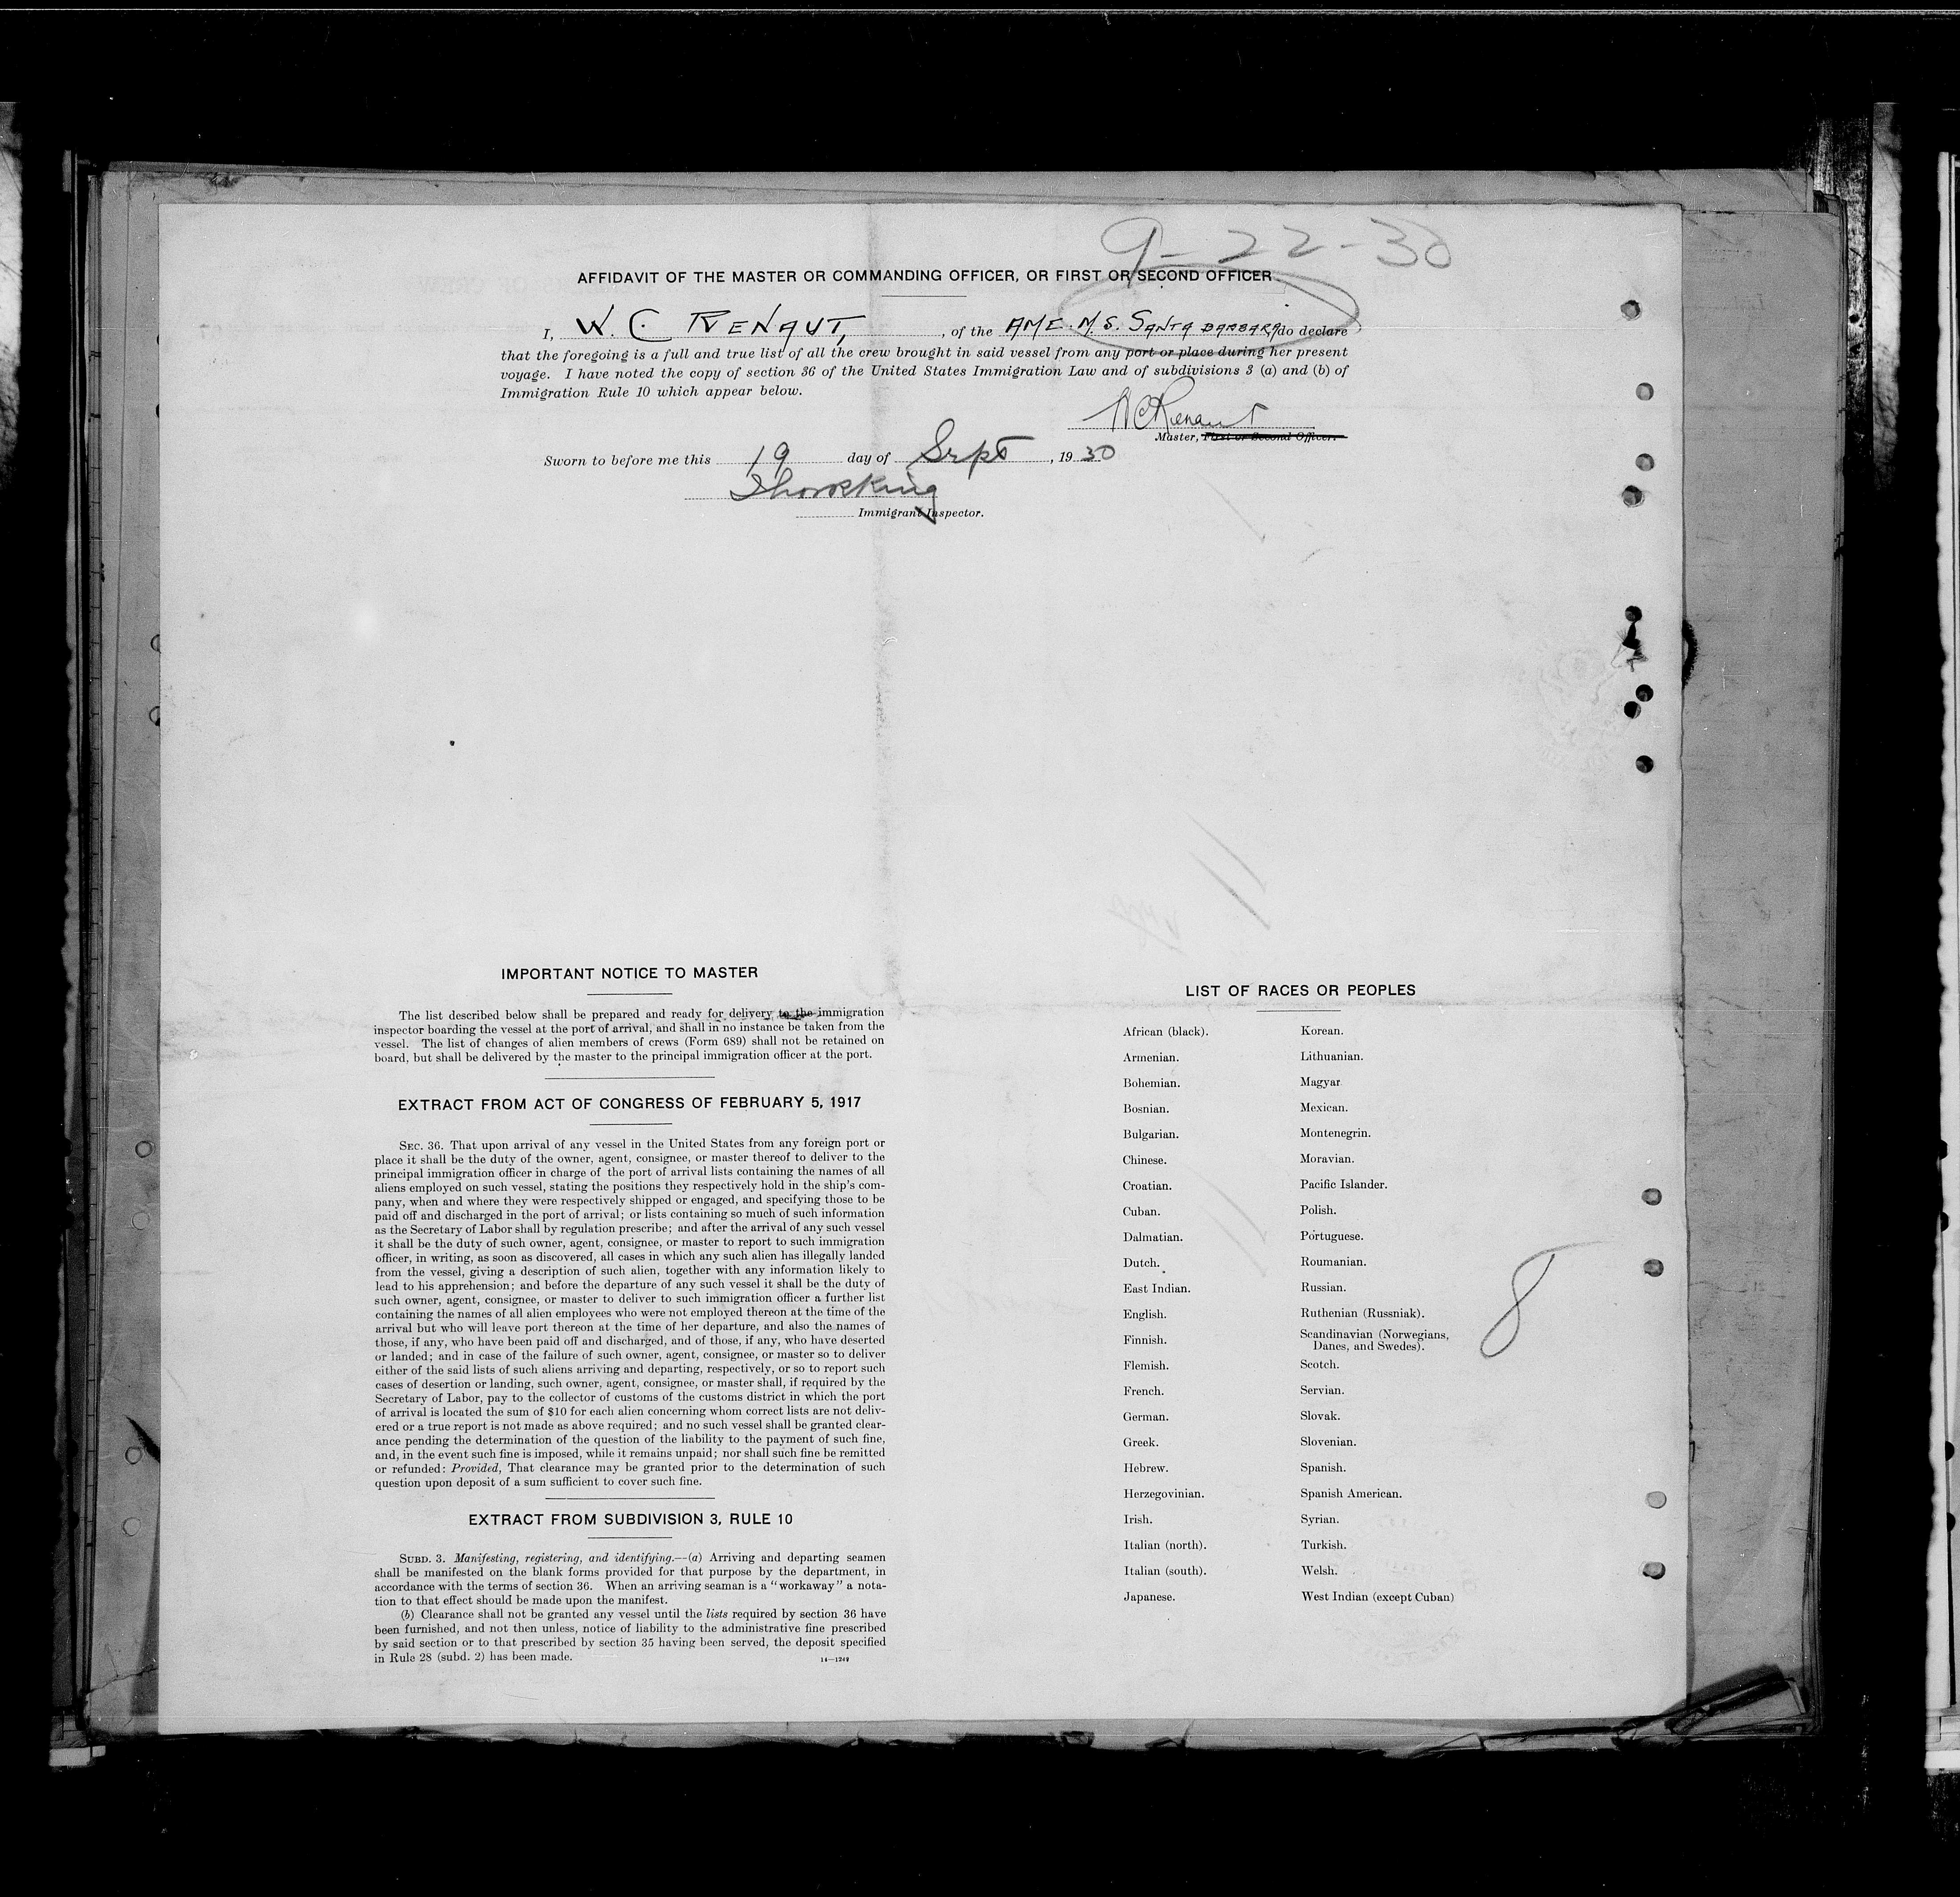 9-22-30
AFFIDAVIT OF THE MASTER OR COMMANDING OFFICER, OR FIRST OR SECOND OFFICER
I, W. C. RENAUT, , of the AME. M.S. SANTA BARBARA, do declare
that the foregoing is a full and true list of all the crew brought in said vessel from any port or place during her present
voyage. I have noted the copy of section 36 of the United States Immigration Law and of subdivisions 3 (a) and (b) of
Immigration Rule 10 which appear below.
W C Renaut
Master, First or Second Officer.
Sworn to before me this 19 day of Sept , 19 30
Immigrant Inspector.
IMPORTANT NOTICE TO MASTER
The list described below shall be prepared and ready for delivery to the immigration
inspector boarding the vessel at the port of arrival, and shall in no instance be taken from the
vessel. The list of changes of alien members of crews (Form 689) shall not be retained on
board, but shall be delivered by the master to the principal immigration officer at the port.
EXTRACT FROM ACT OF CONGRESS OF FEBRUARY 5, 1917
SEC. 36. That upon arrival of any vessel in the United States from any foreign port or
place it shall be the duty of the owner, agent, consignee, or master thereof to deliver to the
principal immigration officer in charge of the port of arrival lists containing the names of all
aliens employed on such vessel, stating the positions they respectively hold in the ship's com-
pany, when and where they were respectively shipped or engaged, and specifying those to be
paid off and discharged in the port of arrival; or lists containing so much of such information
as the Secretary of Labor shall by regulation prescribe; and after the arrival of any such vessel
it shall be the duty of such owner, agent, consignee, or master to report to such immigration
officer, in writing, as soon as discovered, all cases in which any such alien has illegally landed
from the vessel, giving a description of such alien, together with any information likely to
lead to his apprehension; and before the departure of any such vessel it shall be the duty of
such owner, agent, consignee, or master to deliver to such immigration officer a further list
containing the names of all alien employees who were not employed thereon at the time of the
arrival but who will leave port thereon at the time of her departure, and also the names of
those, if any, who have been paid off and discharged, and of those, if any, who have deserted
or landed; and in case of the failure of such owner, agent, consignee, or master so to deliver
either of the said lists of such aliens arriving and departing, respectively, or so to report such
cases of desertion or landing, such owner, agent, consignee, or master shall, if required by the
Secretary of Labor, pay to the collector of customs of the customs district in which the port
of arrival is located the sum of $10 for each alien concerning whom correct lists are not deliv-
ered or a true report is not made as above required; and no such vessel shall be granted clear-
ance pending the determination of the question of the liability to the payment of such fine,
and, in the event such fine is imposed, while it remains unpaid; nor shall such fine be remitted
or refunded: Provided, That clearance may be granted prior to the determination of such
question upon deposit of a sum sufficient to cover such fine.
EXTRACT FROM SUBDIVISION 3, RULE 10
SUBD. 3. Manifesting, registering, and identifying.—(a) Arriving and departing seamen
shall be manifested on the blank forms provided for that purpose by the department, in
accordance with the terms of section 36. When an arriving seaman is a "workaway" a nota-
tion to that effect should be made upon the manifest.
(b) Clearance shall not be granted any vessel until the lists required by section 36 have
been furnished, and not then unless, notice of liability to the administrative fine prescribed
by said section or to that prescribed by section 35 having been served, the deposit specified
in Rule 28 (subd. 2) has been made.
14—1249
LIST OF RACES OR PEOPLES
African (black). Korean.
Armenian. Lithuanian.
Bohemian. Magyar
Bosnian. Mexican.
Bulgarian. Montenegrin.
Chinese. Moravian.
Croatian. Pacific Islander.
Cuban. Polish.
Dalmatian. Portuguese.
Dutch. Roumanian.
East Indian. Russian.
English. Ruthenian (Russniak).
Finnish. Scandinavian (Norwegians,
Danes, and Swedes).
Flemish. Scotch.
French. Servian.
German. Slovak.
Greek. Slovenian.
Hebrew. Spanish.
Herzegovinian. Spanish American.
Irish. Syrian.
Italian (north). Turkish.
Italian (south). Welsh.
Japanese. West Indian (except Cuban)
8